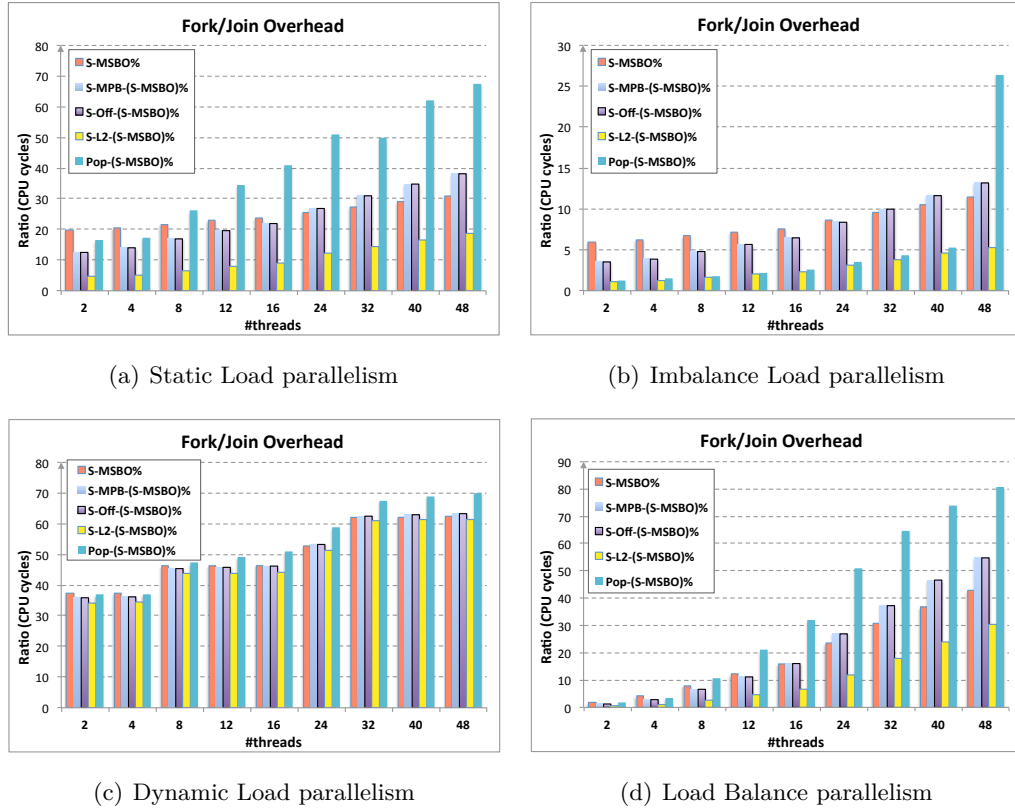 Fork/Join Overhead
80
70
60
50
40
30
20
10
0
Ratio (CPU cycles)
S-MSBO%
S-MPB-(S-MSBO)%
S-Off-(S-MSBO)%
S-L2-(S-MSBO)%
Pop-(S-MSBO)%
2 4 8 12 16 24 32 40 48
#threads
(a) Static Load parallelism
Fork/Join Overhead
30
25
20
15
10
5
0
Ratio (CPU cycles)
S-MSBO%
S-MPB-(S-MSBO)%
S-Off-(S-MSBO)%
S-L2-(S-MSBO)%
Pop-(S-MSBO)%
2 4 8 12 16 24 32 40 48
#threads
(b) Imbalance Load parallelism
Fork/Join Overhead
80
70
60
50
40
30
20
10
0
Ratio (CPU cycles)
S-MSBO%
S-MPB-(S-MSBO)%
S-Off-(S-MSBO)%
S-L2-(S-MSBO)%
Pop-(S-MSBO)%
2 4 8 12 16 24 32 40 48
#threads
(c) Dynamic Load parallelism
Fork/Join Overhead
90
80
70
60
50
40
30
20
10
0
Ratio (CPU cycles)
S-MSBO%
S-MPB-(S-MSBO)%
S-Off-(S-MSBO)%
S-L2-(S-MSBO)%
Pop-(S-MSBO)%
2 4 8 12 16 24 32 40 48
#threads
(d) Load Balance parallelism